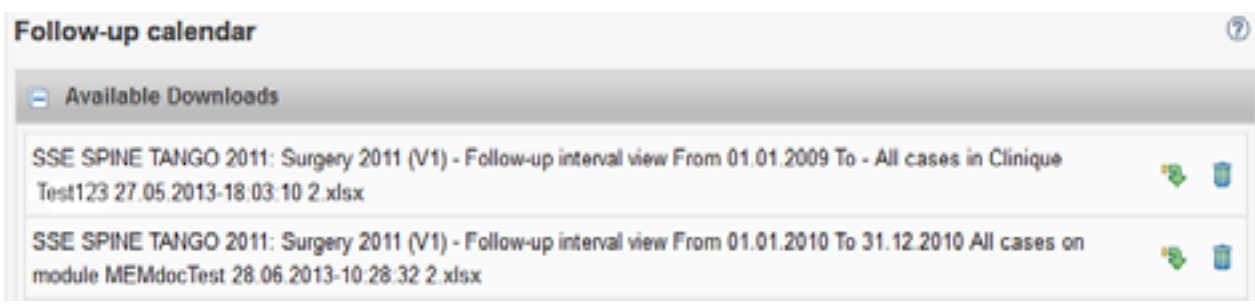 Follow-up calendar
Available Downloads
SSE SPINE TANGO 2011: Surgery 2011 (V1) - Follow-up interval view From 01.01.2009 To - All cases in Clinique
Test123 27.05.2013-18:03:10 2.xlsx
SSE SPINE TANGO 2011: Surgery 2011 (V1) - Follow-up interval view From 01.01.2010 To 31.12.2010 All cases on
module MEMdocTest 28.06.2013-10:28:32 2.xlsx